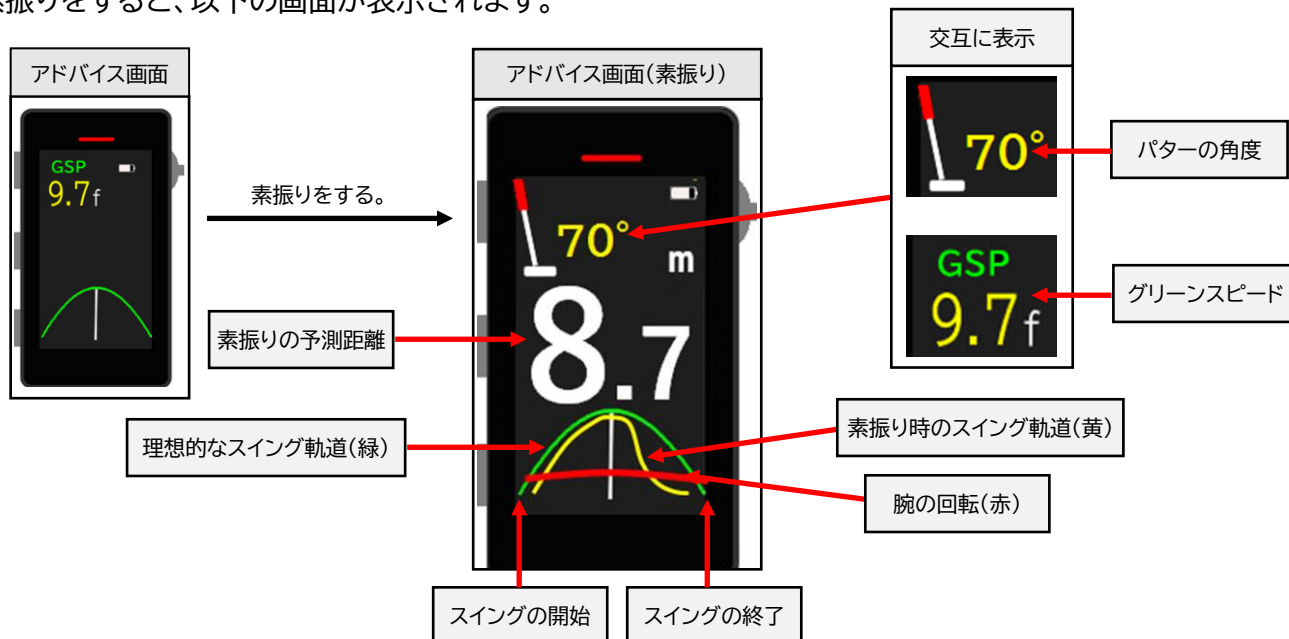 素振りをすると、以下の画面が表示されます。
アドバイス画面
GSP
9.7f
素振りをする。
アドバイス画面(素振り)
70°
m
8.7
素振りの予測距離
理想的なスイング軌道(緑)
スイングの開始
スイングの終了
素振り時のスイング軌道(黄)
腕の回転(赤)
交互に表示
70°
パターの角度
GSP
9.7f
グリーンスピード